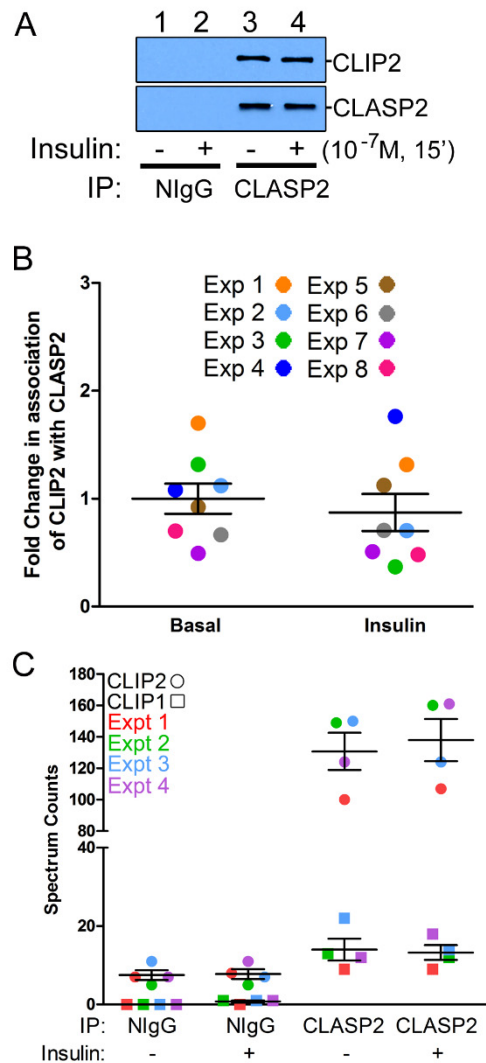 A
1 2 3 4
CLIP2
CLASP2
Insulin: - + - + (10⁻⁷M, 15')
IP: NIgG CLASP2
B
Fold Change in association
of CLIP2 with CLASP2
3
2
1
0
Exp 1 Exp 5
Exp 2 Exp 6
Exp 3 Exp 7
Exp 4 Exp 8
Basal Insulin
C
Spectrum Counts
180
160
140
120
100
80
40
20
0
CLIP2
CLIP1
Expt 1
Expt 2
Expt 3
Expt 4
IP: NIgG NIgG CLASP2 CLASP2
Insulin: - + - +